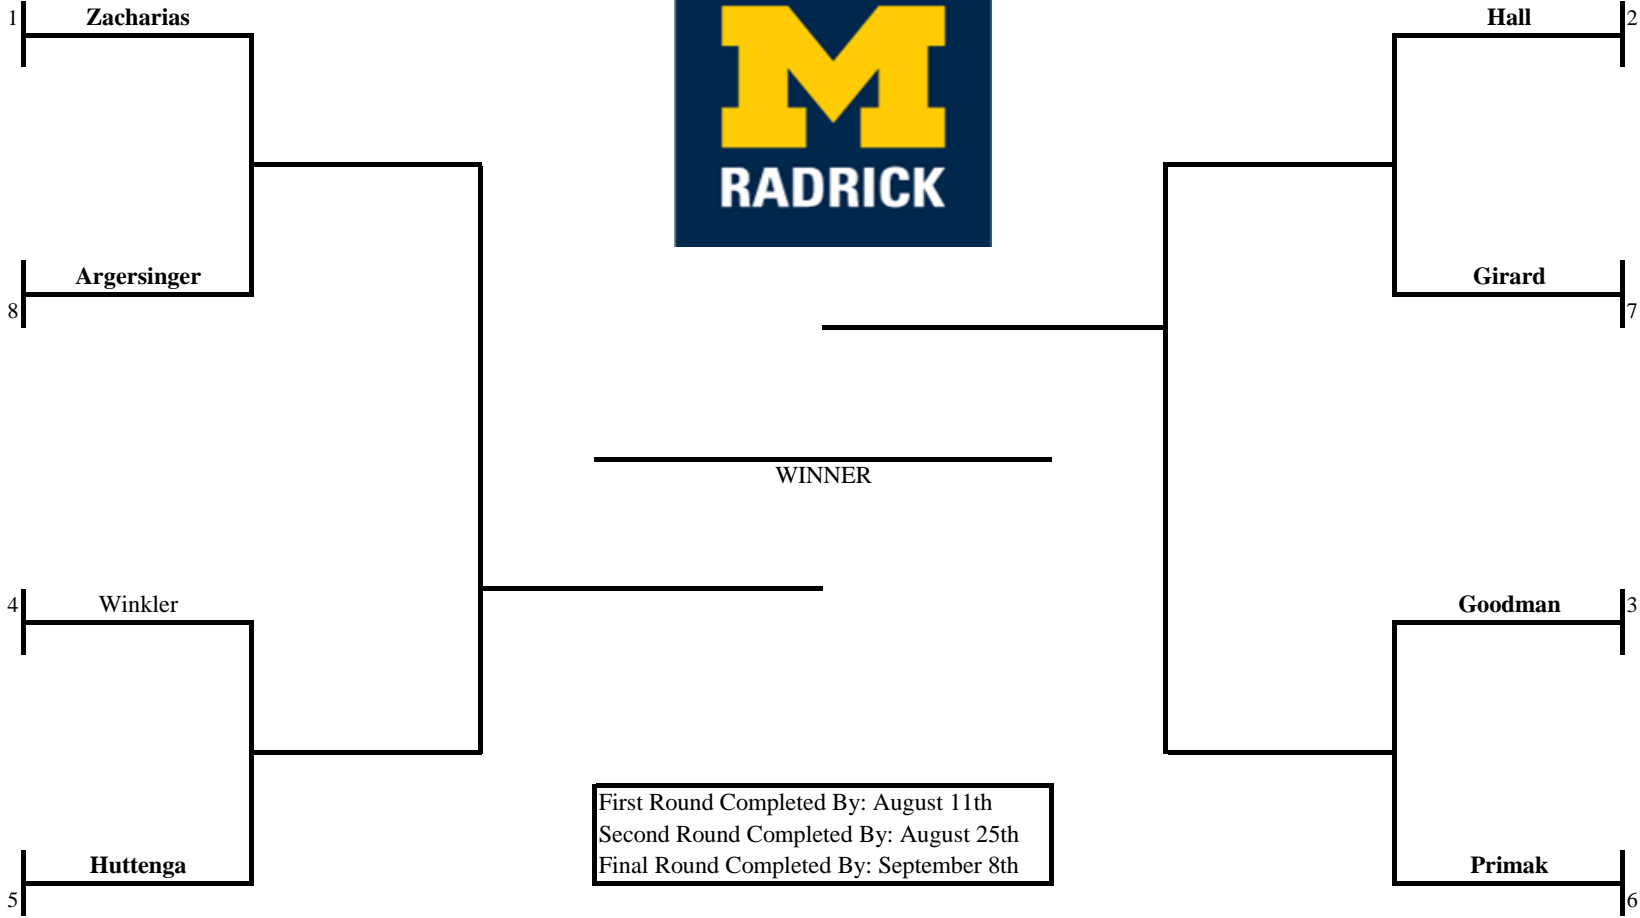 1 Zacharias
Hall 2
M
RADRICK
Argersinger
Girard
8
7
WINNER
4 Winkler
Goodman 3
First Round Completed By: August 11th
Second Round Completed By: August 25th
Final Round Completed By: September 8th
Huttenga
Primak
5
6